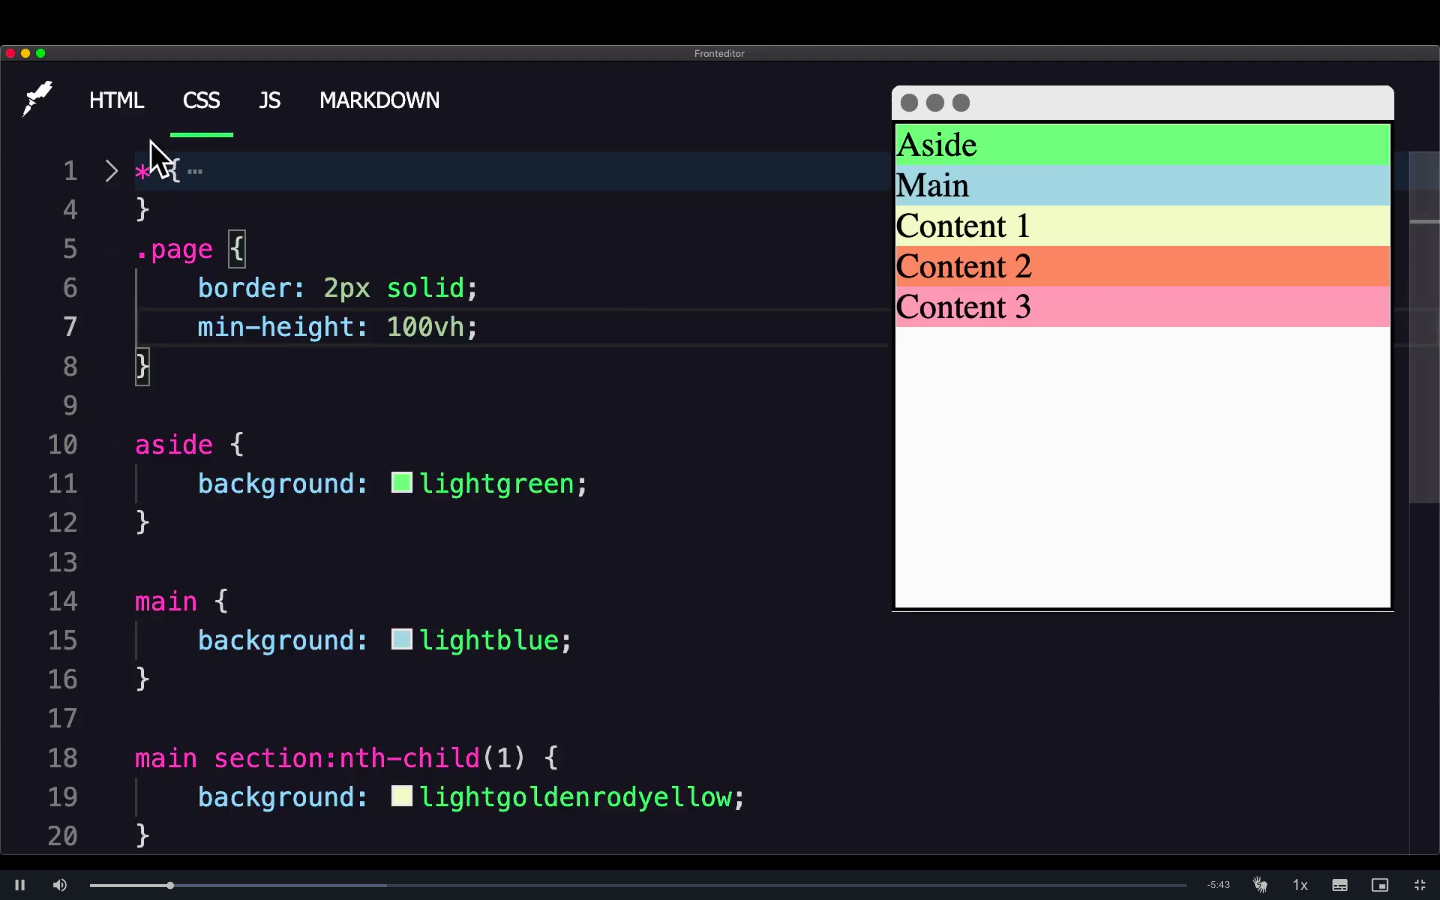 Fronteditor
HTML CSS JS MARKDOWN
1 * { ⋯
4 }
5 .page {
6 border: 2px solid;
7 min-height: 100vh;
8 }
9
10 aside {
11 background: lightgreen;
12 }
13
14 main {
15 background: lightblue;
16 }
17
18 main section:nth-child(1) {
19 background: lightgoldenrodyellow;
20 }
Aside
Main
Content 1
Content 2
Content 3
-5:43 1x